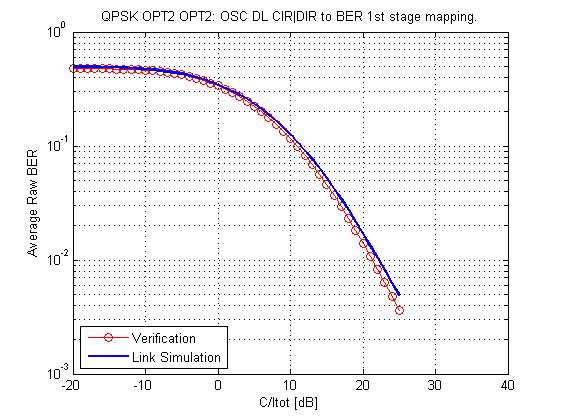 QPSK OPT2 OPT2: OSC DL CIR|DIR to BER 1st stage mapping.
10^0
10^-1
10^-2
10^-3
Average Raw BER
Verification
Link Simulation
-20 -10 0 10 20 30 40
C/Itot [dB]